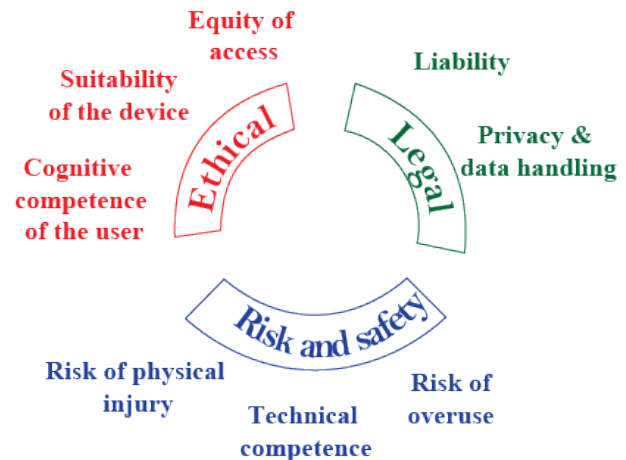 Equity of
access
Suitability
of the device
Cognitive
competence
of the user
Ethical
Liability
Privacy &
data handling
Legal
Risk and safety
Risk of physical
injury
Technical
competence
Risk of
overuse